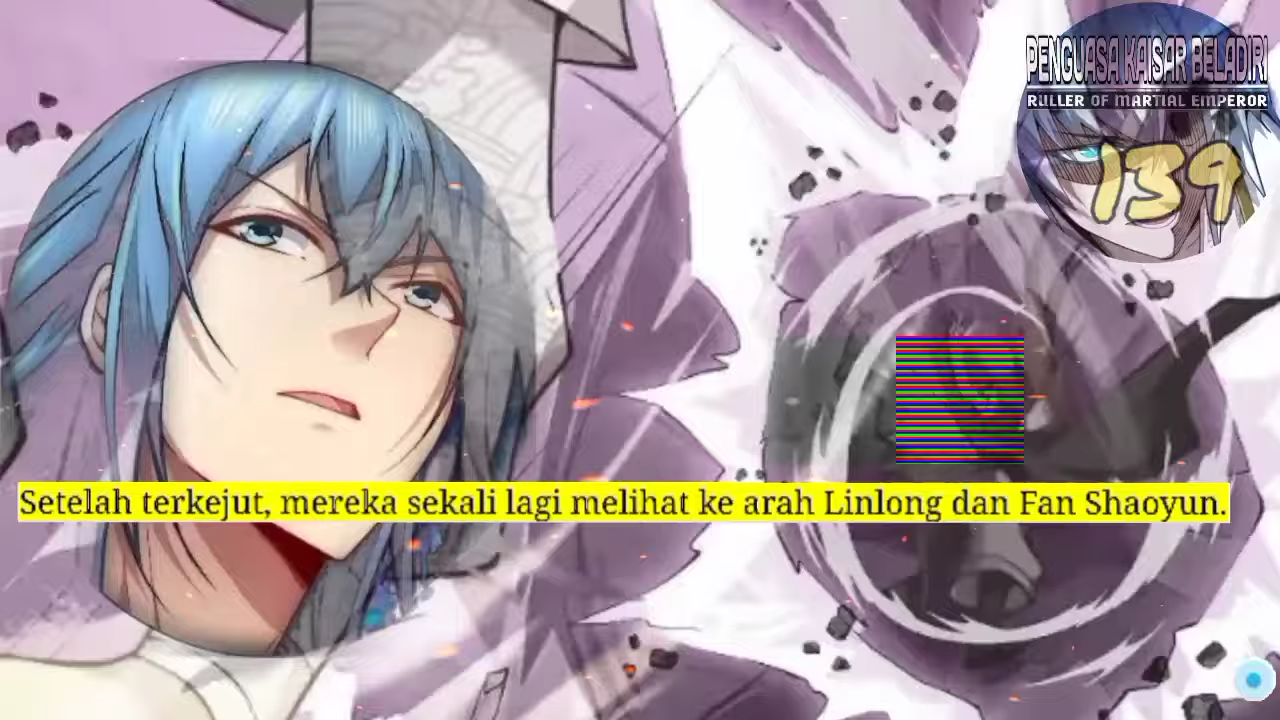 PENGUASA KAISAR BELADIRI
RULLER OF MARTIAL EMPEROR
139
Setelah terkejut, mereka sekali lagi melihat ke arah Linlong dan Fan Shaoyun.